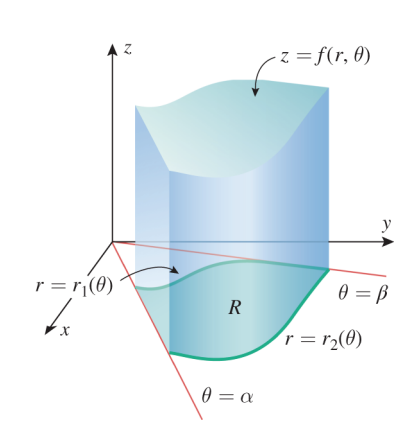 z
z = f(r, θ)
y
r = r₁(θ)
θ = β
R
x
r = r₂(θ)
θ = α